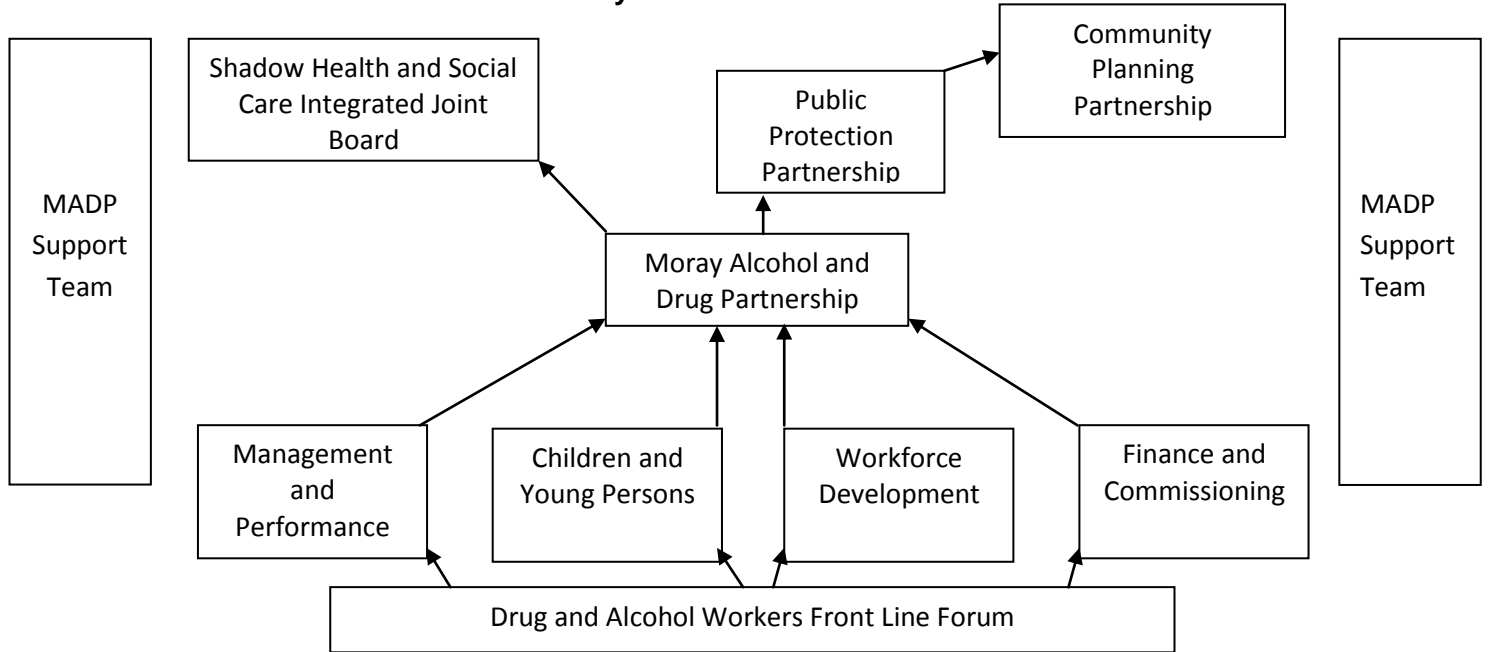 Community
Planning
Partnership
Shadow Health and Social
Care Integrated Joint
Board
Public
Protection
Partnership
MADP
Support
Team
MADP
Support
Team
Moray Alcohol and
Drug Partnership
Management
and
Performance
Children and
Young Persons
Workforce
Development
Finance and
Commissioning
Drug and Alcohol Workers Front Line Forum